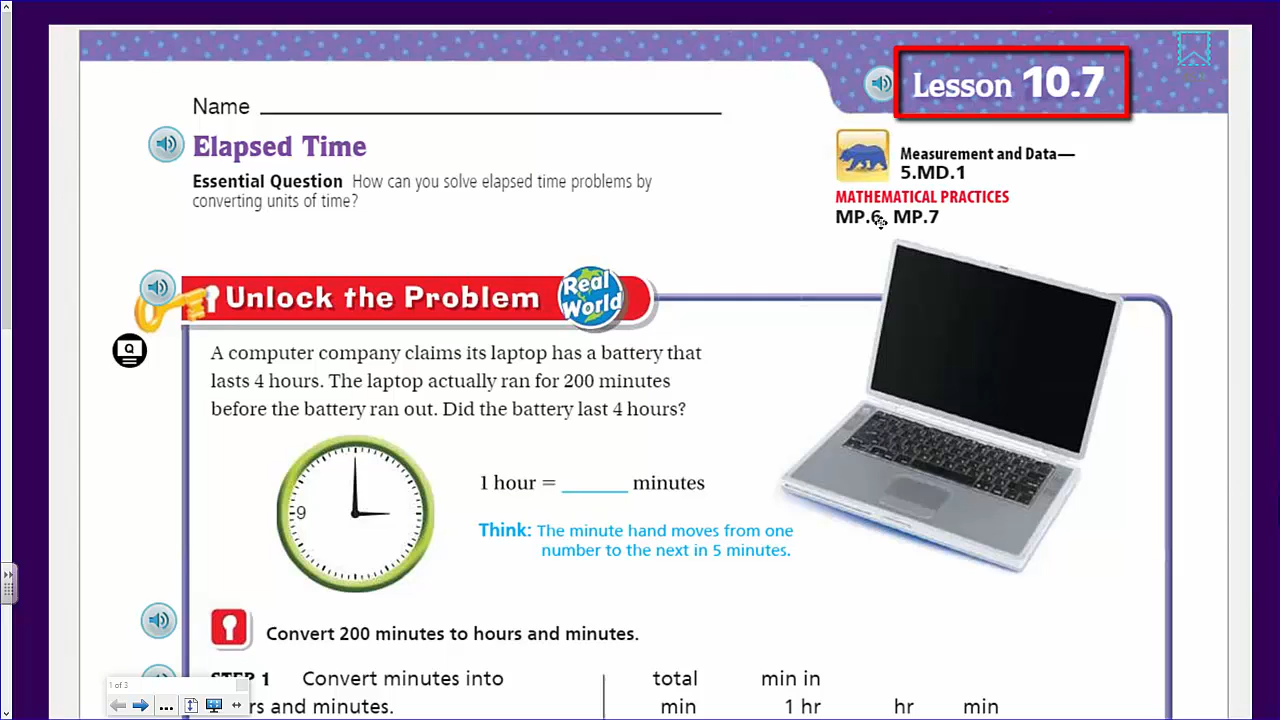 Lesson 10.7
Name
Elapsed Time
Essential Question How can you solve elapsed time problems by
converting units of time?
Measurement and Data—
5.MD.1
MATHEMATICAL PRACTICES
MP.6, MP.7
Unlock the Problem
Real
World
Q
A computer company claims its laptop has a battery that
lasts 4 hours. The laptop actually ran for 200 minutes
before the battery ran out. Did the battery last 4 hours?
9
1 hour = ______ minutes
Think: The minute hand moves from one
number to the next in 5 minutes.
Convert 200 minutes to hours and minutes.
1 Convert minutes into
rs and minutes.
total min in
min 1 hr hr min
1 of 3
...